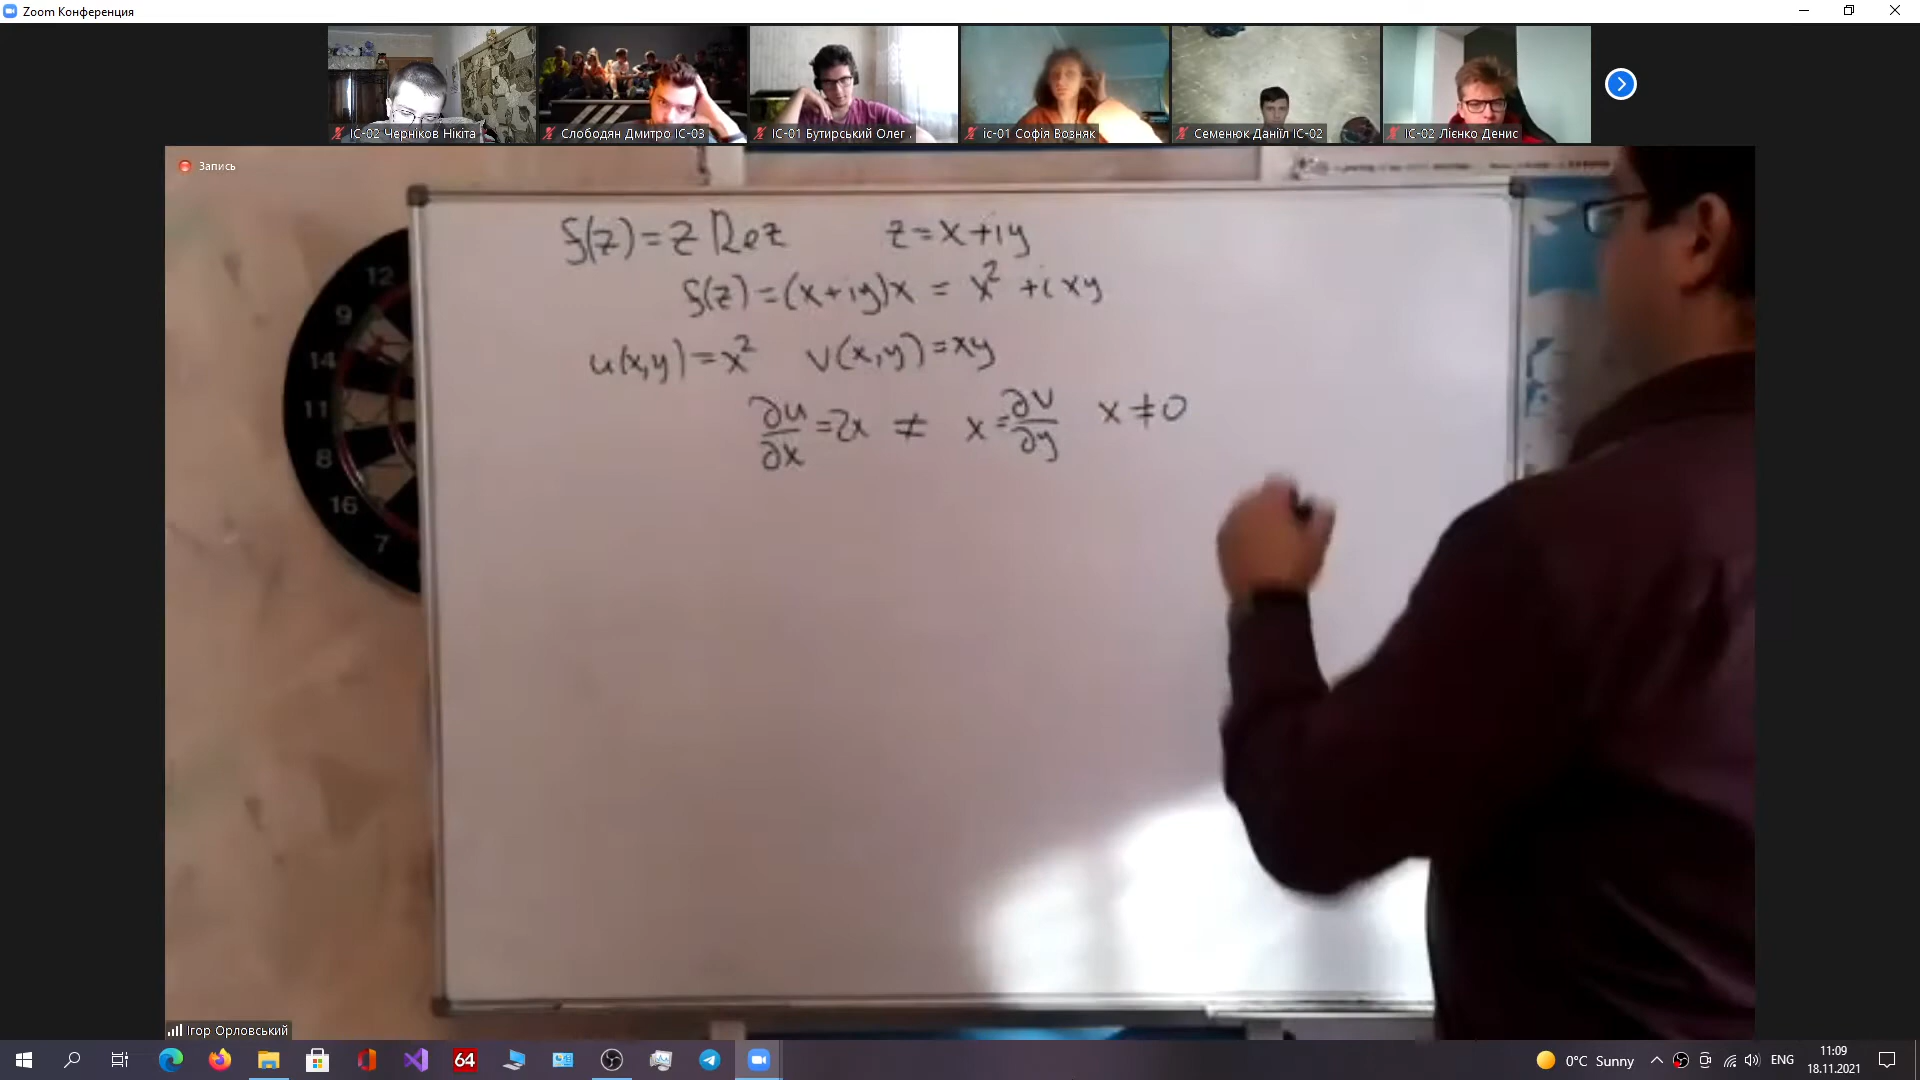 Zoom Конференция
ІС-02 Черніков Нікіта
Слободян Дмитро ІС-03
ІС-01 Бутирський Олег .
іс-01 Софія Возняк
Семенюк Данііл ІС-02
ІС-02 Лієнко Денис
Запись
f(z) = z Re z    z = x + iy
f(z) = (x + iy)x = x² + i xy
u(x,y) = x²    v(x,y) = xy
∂u/∂x = 2x ≠ x = ∂v/∂y    x ≠ 0
12
9
14
11
8
16
7
Ігор Орловський
64
0°C Sunny
ENG
11:09
18.11.2021